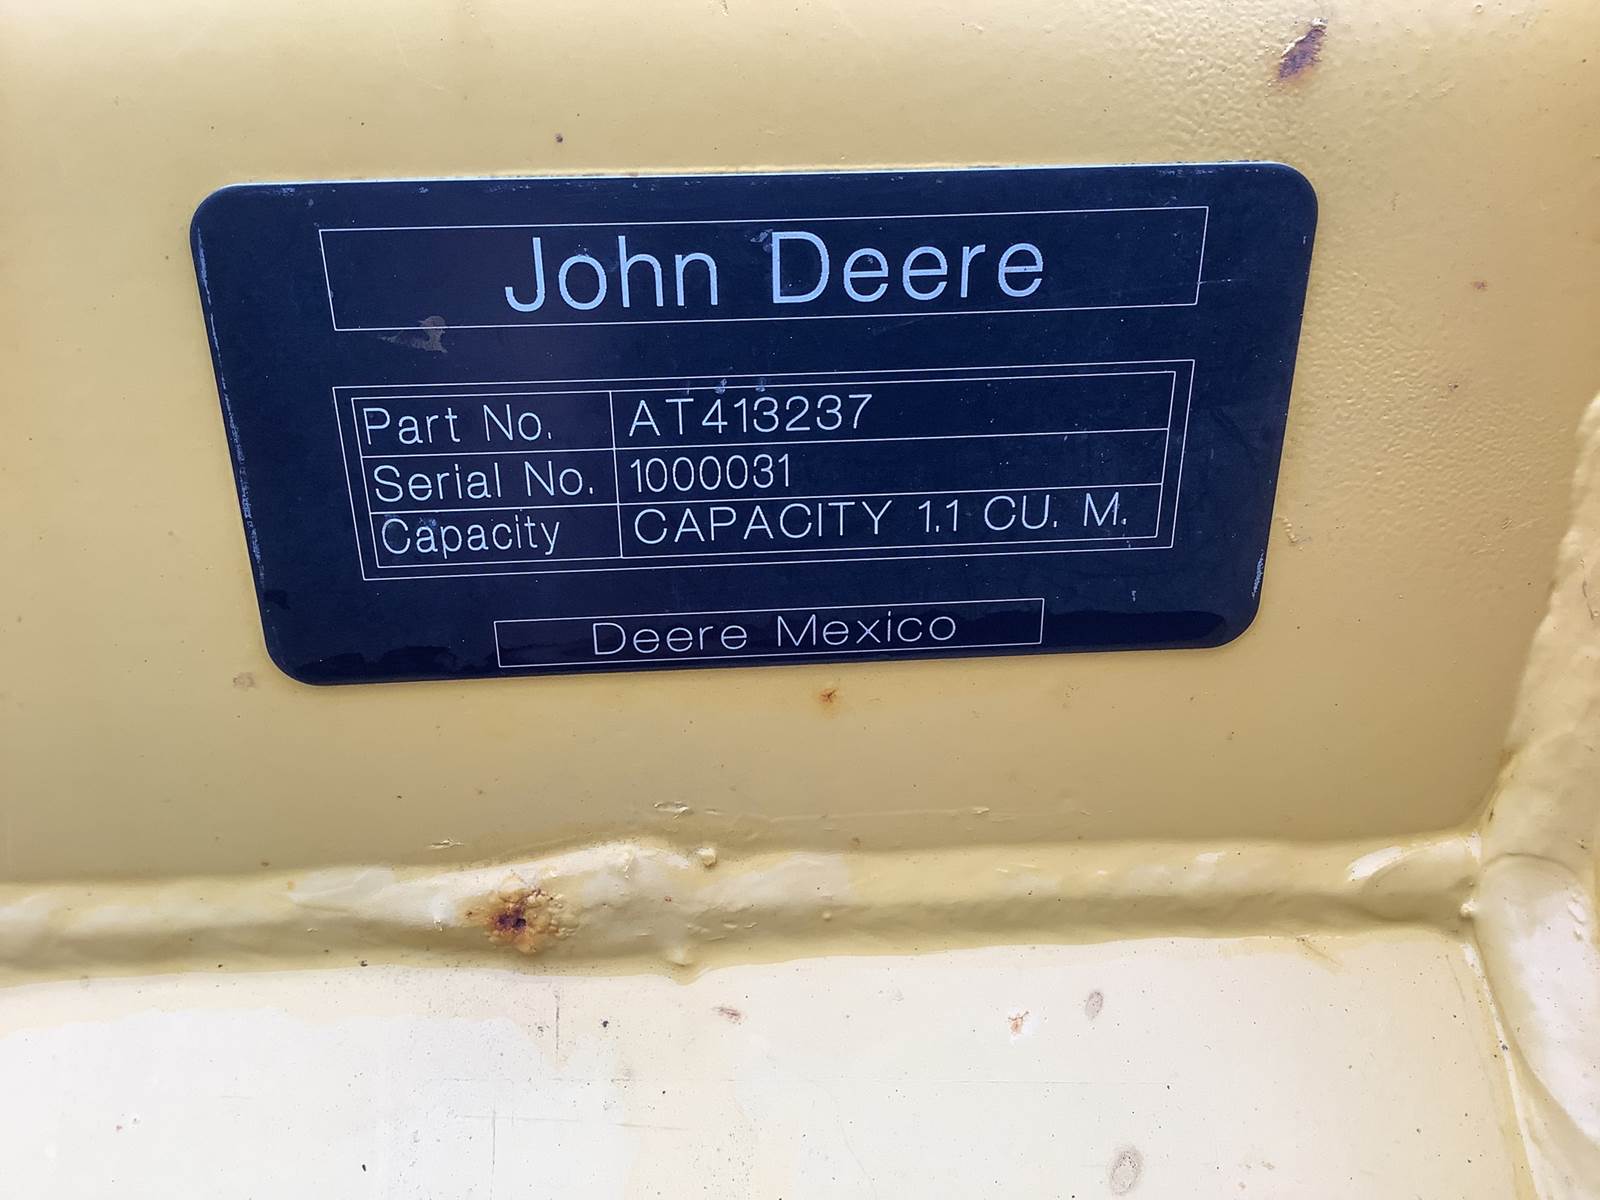 John Deere
Part No. AT413237
Serial No. 1000031
Capacity CAPACITY 1.1 CU. M.
Deere Mexico